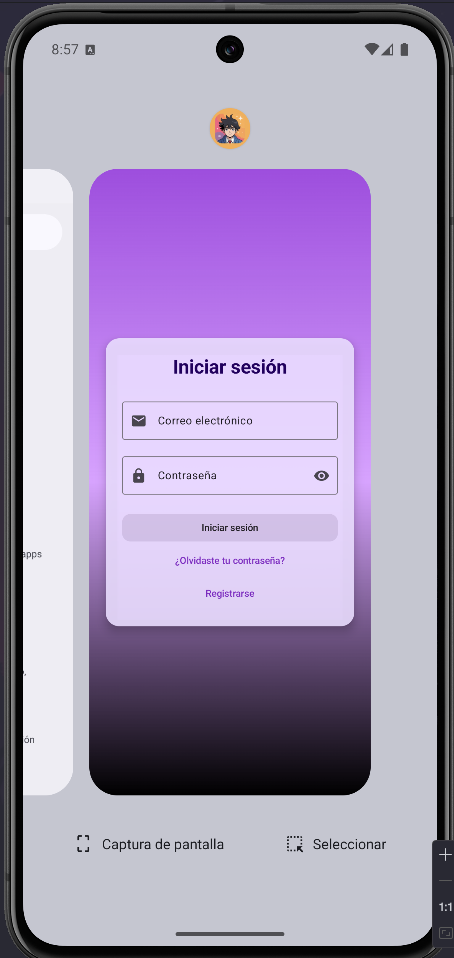 8:57 A
Iniciar sesión
Correo electrónico
Contraseña
Iniciar sesión
apps
¿Olvidaste tu contraseña?
Registrarse
ón
Captura de pantalla
Seleccionar
1:1